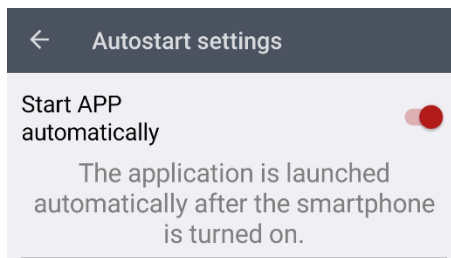 Autostart settings
Start APP
automatically
The application is launched
automatically after the smartphone
is turned on.